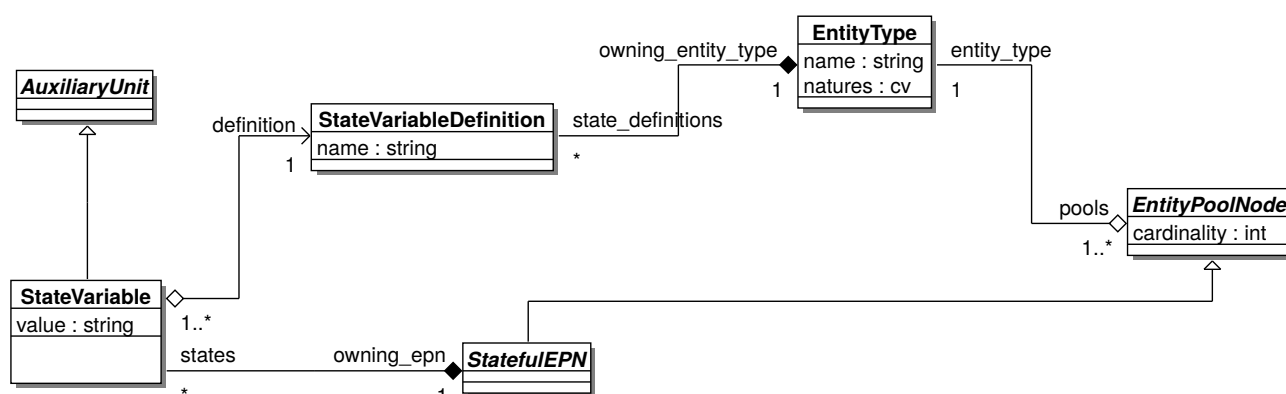 EntityType
name : string
natures : cv
owning_entity_type
1
entity_type
1
AuxiliaryUnit
StateVariableDefinition
name : string
definition
1
state_definitions
*
EntityPoolNode
cardinality : int
pools
1..*
StateVariable
value : string
1..*
states
*
owning_epn
1
StatefulEPN